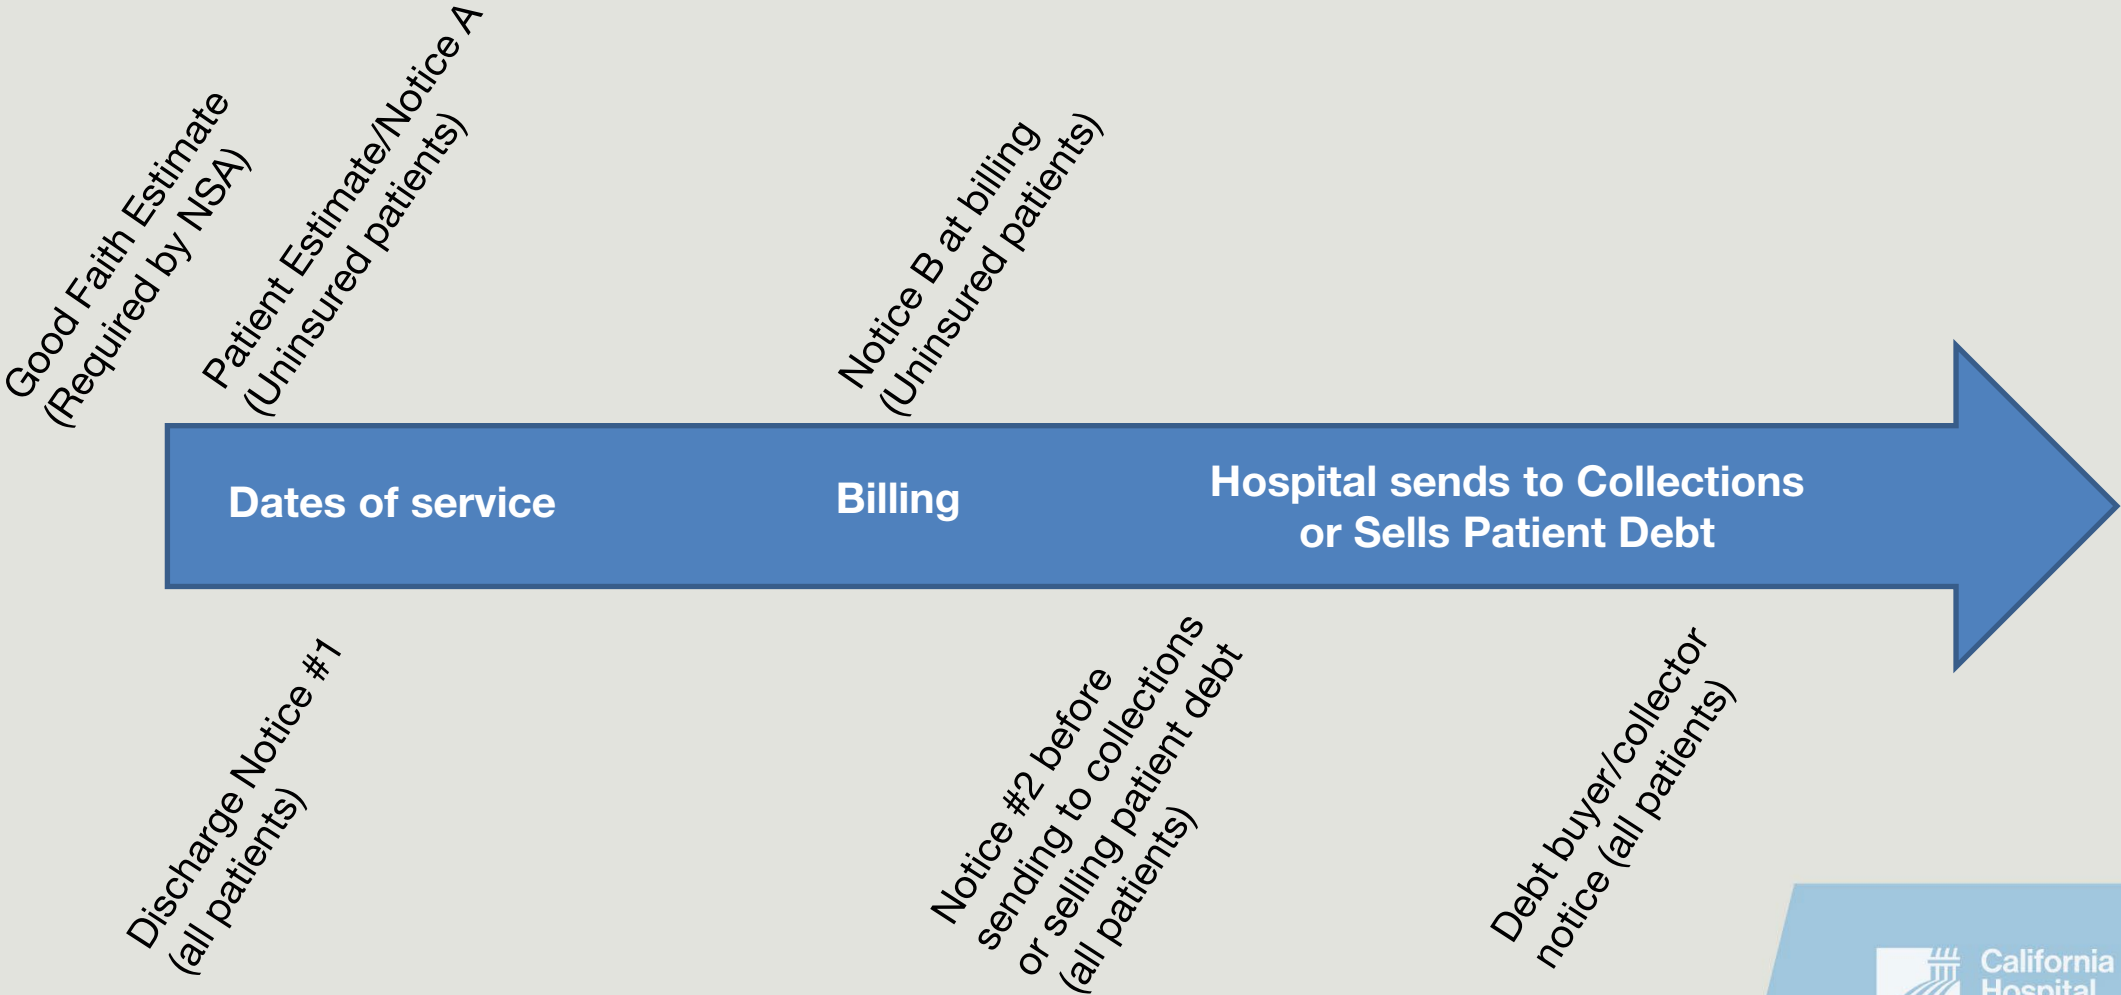 Good Faith Estimate
(Required by NSA)
Patient Estimate/Notice A
(Uninsured patients)
Notice B at billing
(Uninsured patients)
Dates of service
Billing
Hospital sends to Collections
or Sells Patient Debt
Discharge Notice #1
(all patients)
Notice #2 before
sending to collections
or selling patient debt
(all patients)
Debt buyer/collector
notice (all patients)
California
Hospital